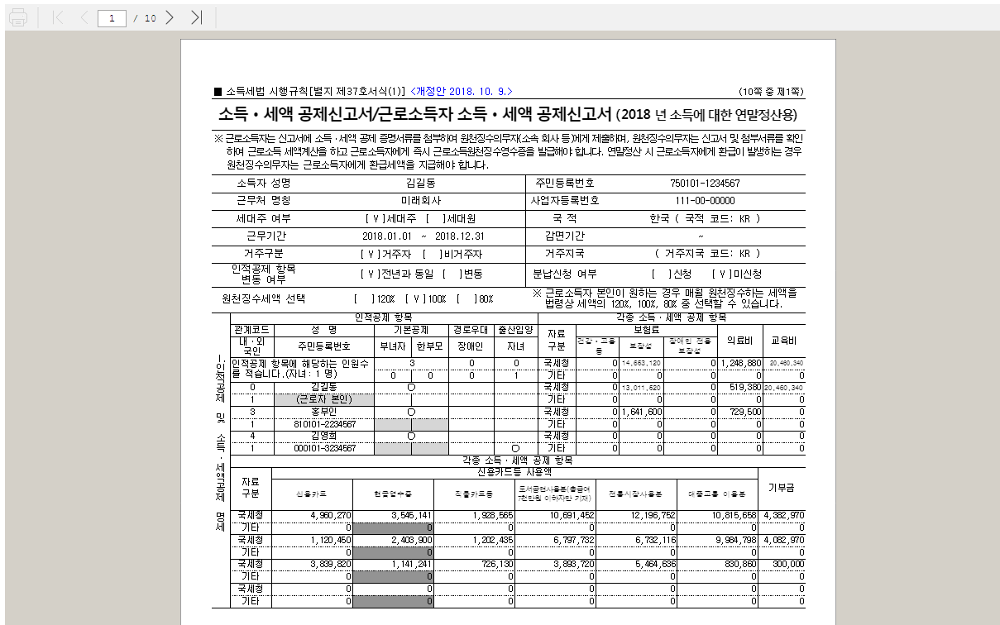 1 / 10
■ 소득세법 시행규칙[별지 제37호서식(1)] <개정안 2018. 10. 9.> (10쪽 중 제1쪽)
소득ㆍ세액 공제신고서/근로소득자 소득ㆍ세액 공제신고서 (2018 년 소득에 대한 연말정산용)
※ 근로소득자는 신고서에 소득ㆍ세액 공제 증명서류를 첨부하여 원천징수의무자(소속 회사 등)에게 제출하며, 원천징수의무자는 신고서 및 첨부서류를 확인
하여 근로소득 세액계산을 하고 근로소득자에게 즉시 근로소득원천징수영수증을 발급해야 합니다. 연말정산 시 근로소득자에게 환급이 발생하는 경우
원천징수의무자는 근로소득자에게 환급세액을 지급해야 합니다.
소득자 성명 김길동 주민등록번호 750101-1234567
근무처 명칭 미래회사 사업자등록번호 111-00-00000
세대주 여부 [ V ]세대주 [ ]세대원 국 적 한국 ( 국적 코드: KR )
근무기간 2018.01.01 ~ 2018.12.31 감면기간 ~
거주구분 [ V ]거주자 [ ]비거주자 거주지국 ( 거주지국 코드: KR )
인적공제 항목
변동 여부 [ V ]전년과 동일 [ ]변동 분납신청 여부 [ ]신청 [ V ]미신청
원천징수세액 선택 [ ]120% [ V ]100% [ ]80% ※ 근로소득자 본인이 원하는 경우 매월 원천징수하는 세액을
법령상 세액의 120%, 100%, 80% 중 선택할 수 있습니다.
인적공제 항목 각종 소득ㆍ세액 공제 항목
관계코드 성 명 기본공제 경로우대 출산입양 자료 구분 보험료 의료비 교육비
내ㆍ외국인 주민등록번호 부녀자 한부모 장애인 자녀 건강ㆍ고용 등 보장성 장애인 전용 보장성
Ⅰ.인적공제 및 소득ㆍ세액공제 명세
인적공제 항목에 해당하는 인원수 3 0 0 국세청 0 14,653,120 0 1,248,880 20,460,340
를 적습니다.(자녀: 1 명) 0 0 0 1 기타 0 0 0 0 0
0 김길동 ○ 국세청 0 13,011,520 0 519,380 20,460,340
1 (근로자 본인) 기타 0 0 0 0 0
3 홍부인 ○ 국세청 0 1,641,600 0 729,500 0
1 810101-2234567 기타 0 0 0 0 0
4 김영희 ○ 국세청 0 0 0 0 0
1 000101-3234567 ○ 기타 0 0 0 0 0
각종 소득ㆍ세액 공제 항목
자료 구분 신용카드등 사용액 기부금
신용카드 현금영수증 직불카드등 도서공연사용분(총급여 7천만원 이하자만 기재) 전통시장사용분 대중교통 이용분
국세청 4,960,270 3,545,141 1,928,565 10,691,452 12,196,752 10,815,658 4,382,970
기타 0 0 0 0 0 0 0
국세청 1,120,450 2,403,900 1,202,435 6,797,732 6,732,116 9,984,798 4,082,970
기타 0 0 0 0 0 0 0
국세청 3,839,820 1,141,241 726,130 3,893,720 5,464,636 830,860 300,000
기타 0 0 0 0 0 0 0
국세청 0 0 0 0 0 0 0
기타 0 0 0 0 0 0 0